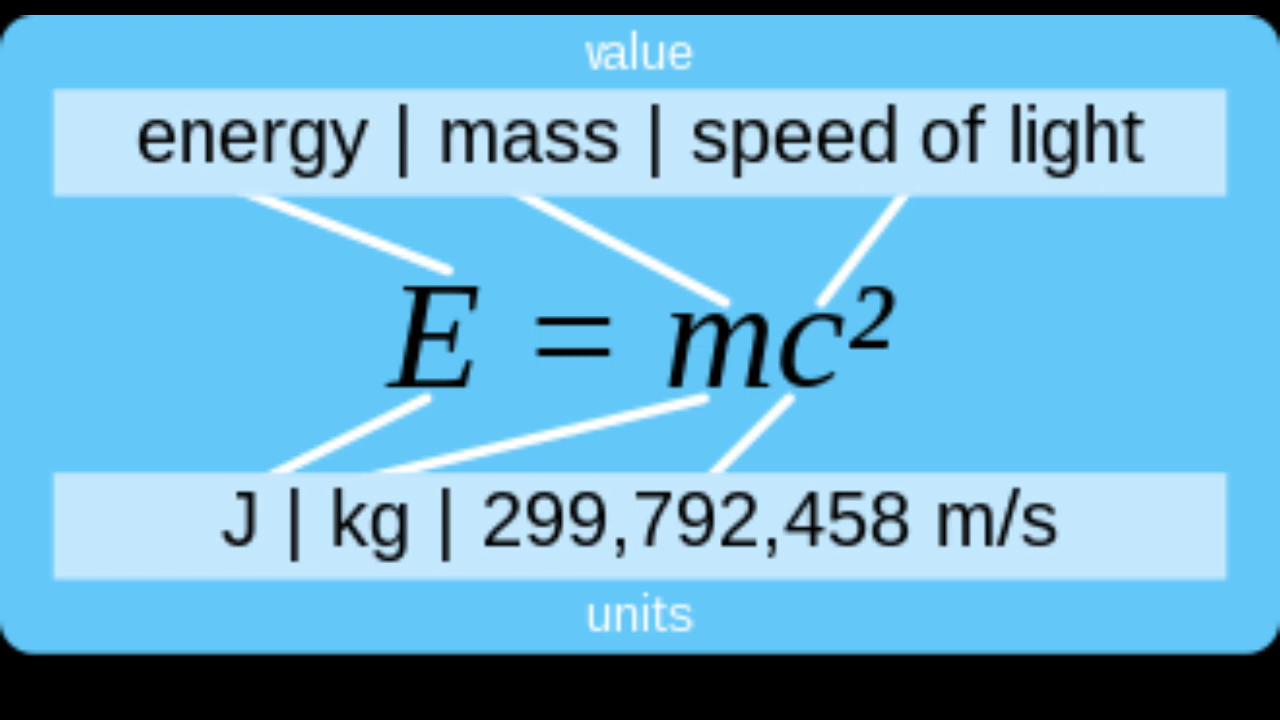 value
energy | mass | speed of light
E = mc²
J | kg | 299,792,458 m/s
units